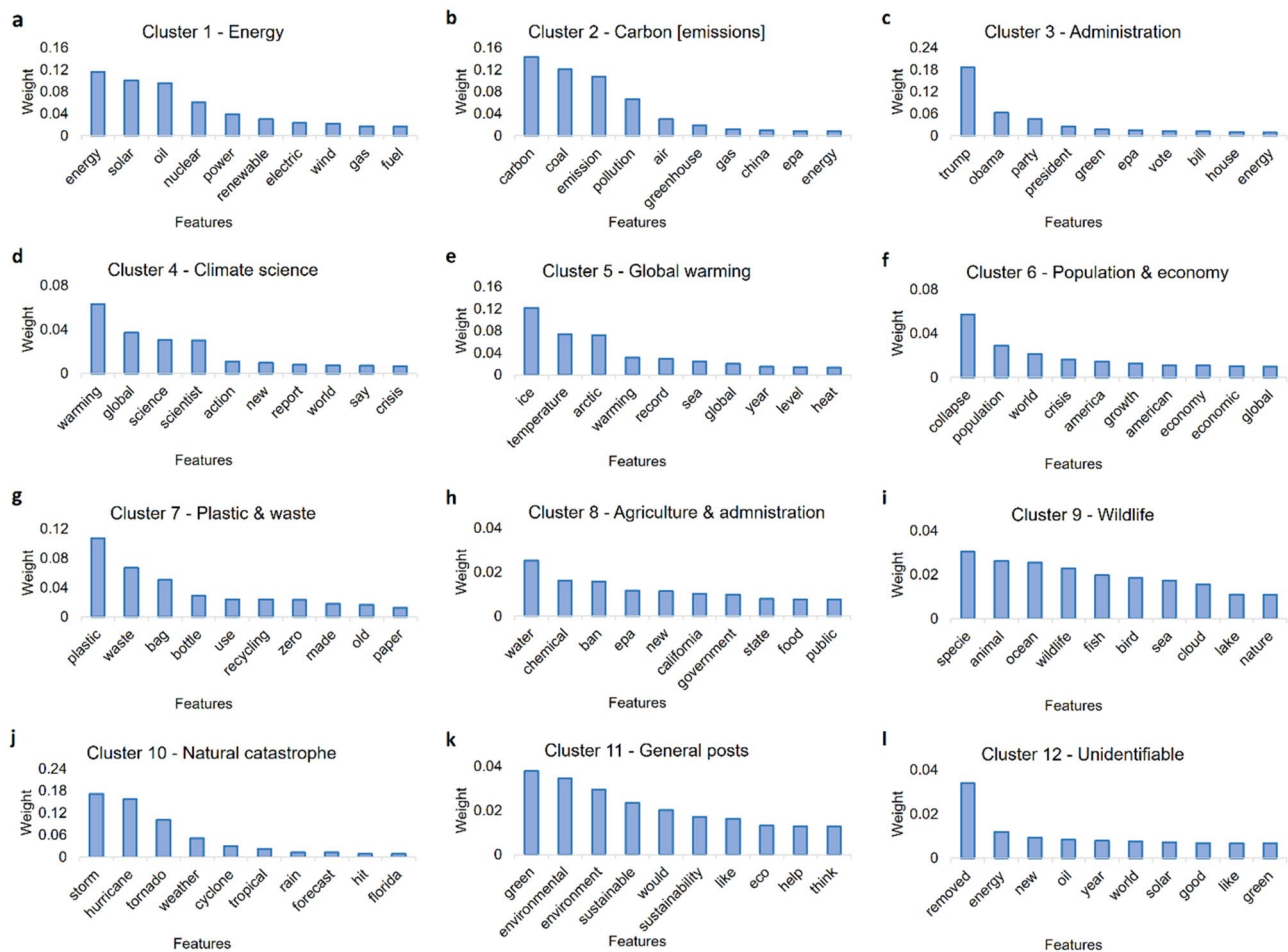 a
Cluster 1 - Energy
Weight
0.16
0.12
0.08
0.04
0
energy
solar
oil
nuclear
power
renewable
electric
wind
gas
fuel
Features
b
Cluster 2 - Carbon [emissions]
Weight
0.16
0.12
0.08
0.04
0
carbon
coal
emission
pollution
air
greenhouse
gas
china
epa
energy
Features
c
Cluster 3 - Administration
Weight
0.24
0.18
0.12
0.06
0
trump
obama
party
president
green
epa
vote
bill
house
energy
Features
d
Cluster 4 - Climate science
Weight
0.08
0.04
0
warming
global
science
scientist
action
new
report
world
say
crisis
Features
e
Cluster 5 - Global warming
Weight
0.16
0.12
0.08
0.04
0
ice
temperature
arctic
warming
record
sea
global
year
level
heat
Features
f
Cluster 6 - Population & economy
Weight
0.08
0.04
0
collapse
population
world
crisis
america
growth
american
economy
economic
global
Features
g
Cluster 7 - Plastic & waste
Weight
0.12
0.08
0.04
0
plastic
waste
bag
bottle
use
recycling
zero
made
old
paper
Features
h
Cluster 8 - Agriculture & admnistration
Weight
0.04
0.02
0
water
chemical
ban
epa
new
california
government
state
food
public
Features
i
Cluster 9 - Wildlife
Weight
0.04
0.02
0
specie
animal
ocean
wildlife
fish
bird
sea
cloud
lake
nature
Features
j
Cluster 10 - Natural catastrophe
Weight
0.24
0.18
0.12
0.06
0
storm
hurricane
tornado
weather
cyclone
tropical
rain
forecast
hit
florida
Features
k
Cluster 11 - General posts
Weight
0.04
0.02
0
green
environmental
environment
sustainable
would
sustainability
like
eco
help
think
Features
l
Cluster 12 - Unidentifiable
Weight
0.04
0.02
0
removed
energy
new
oil
year
world
solar
good
like
green
Features